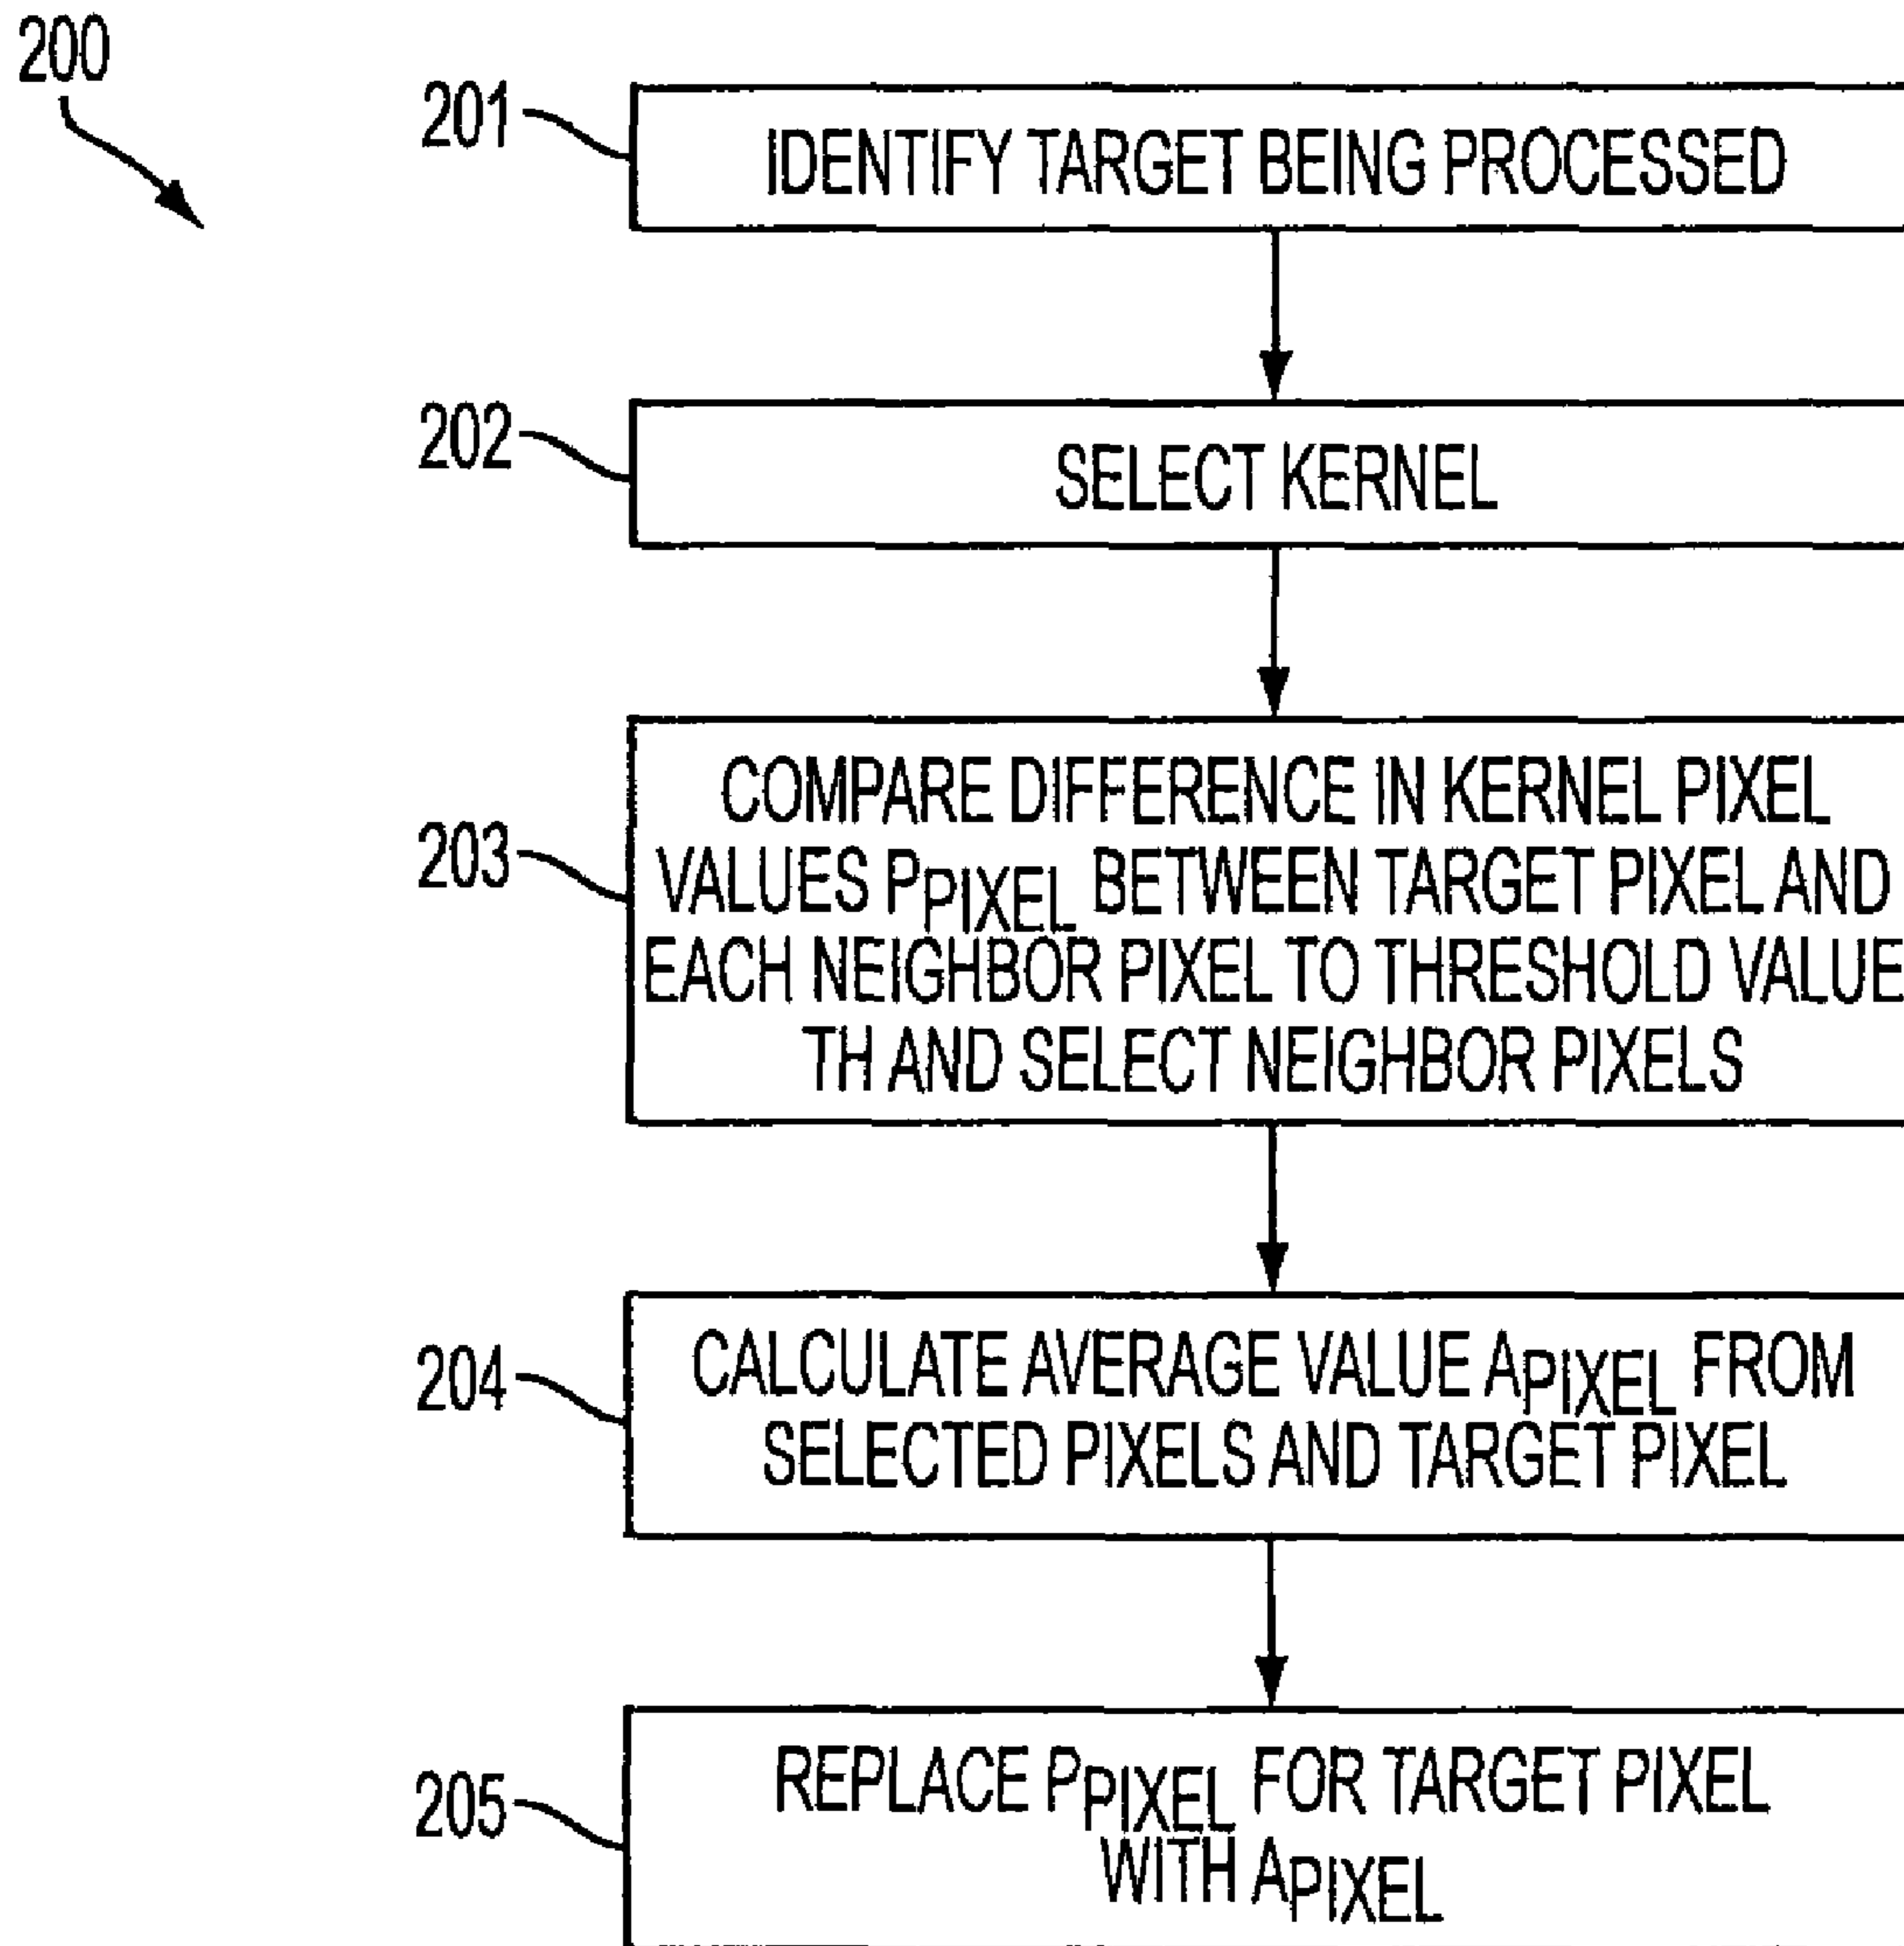 200
201
IDENTIFY TARGET BEING PROCESSED
202
SELECT KERNEL
203
COMPARE DIFFERENCE IN KERNEL PIXEL
VALUES PPIXEL BETWEEN TARGET PIXEL AND
EACH NEIGHBOR PIXEL TO THRESHOLD VALUE
TH AND SELECT NEIGHBOR PIXELS
204
CALCULATE AVERAGE VALUE APIXEL FROM
SELECTED PIXELS AND TARGET PIXEL
205
REPLACE PPIXEL FOR TARGET PIXEL
WITH APIXEL